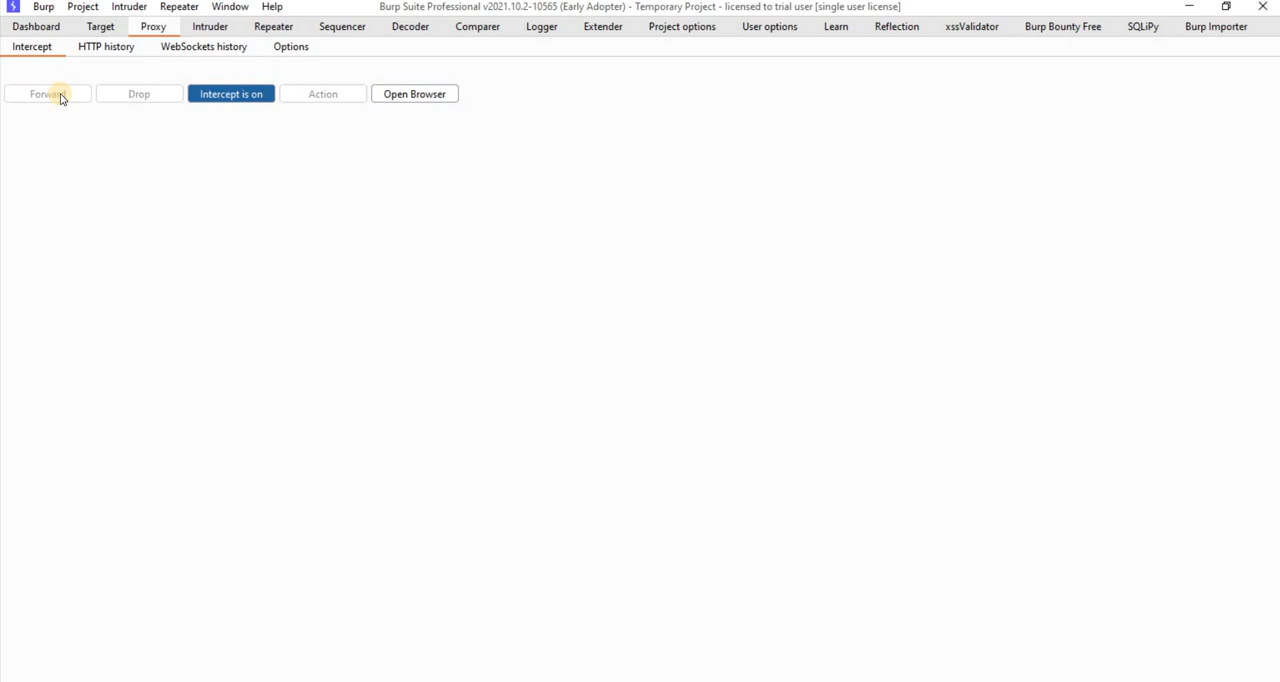 Burp Project Intruder Repeater Window Help Burp Suite Professional v2021.10.2-10565 (Early Adopter) - Temporary Project - licensed to trial user [single user license]
Dashboard Target Proxy Intruder Repeater Sequencer Decoder Comparer Logger Extender Project options User options Learn Reflection xssValidator Burp Bounty Free SQLiPy Burp Importer
Intercept HTTP history WebSockets history Options
Forward Drop Intercept is on Action Open Browser